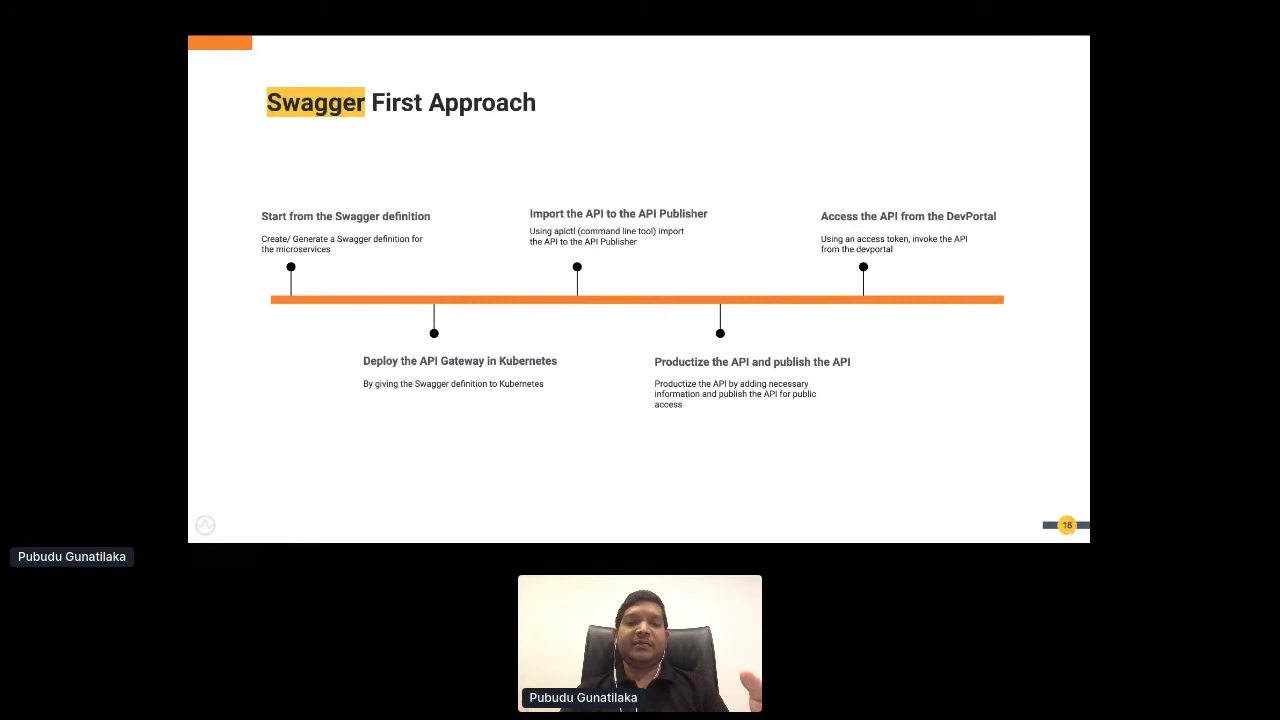 Swagger First Approach
Start from the Swagger definition
Create/ Generate a Swagger definition for
the microservices
Import the API to the API Publisher
Using apictl (command line tool) import
the API to the API Publisher
Access the API from the DevPortal
Using an access token, invoke the API
from the devportal
Deploy the API Gateway in Kubernetes
By giving the Swagger definition to Kubernetes
Productize the API and publish the API
Productize the API by adding necessary
information and publish the API for public
access
18
Pubudu Gunatilaka
Pubudu Gunatilaka